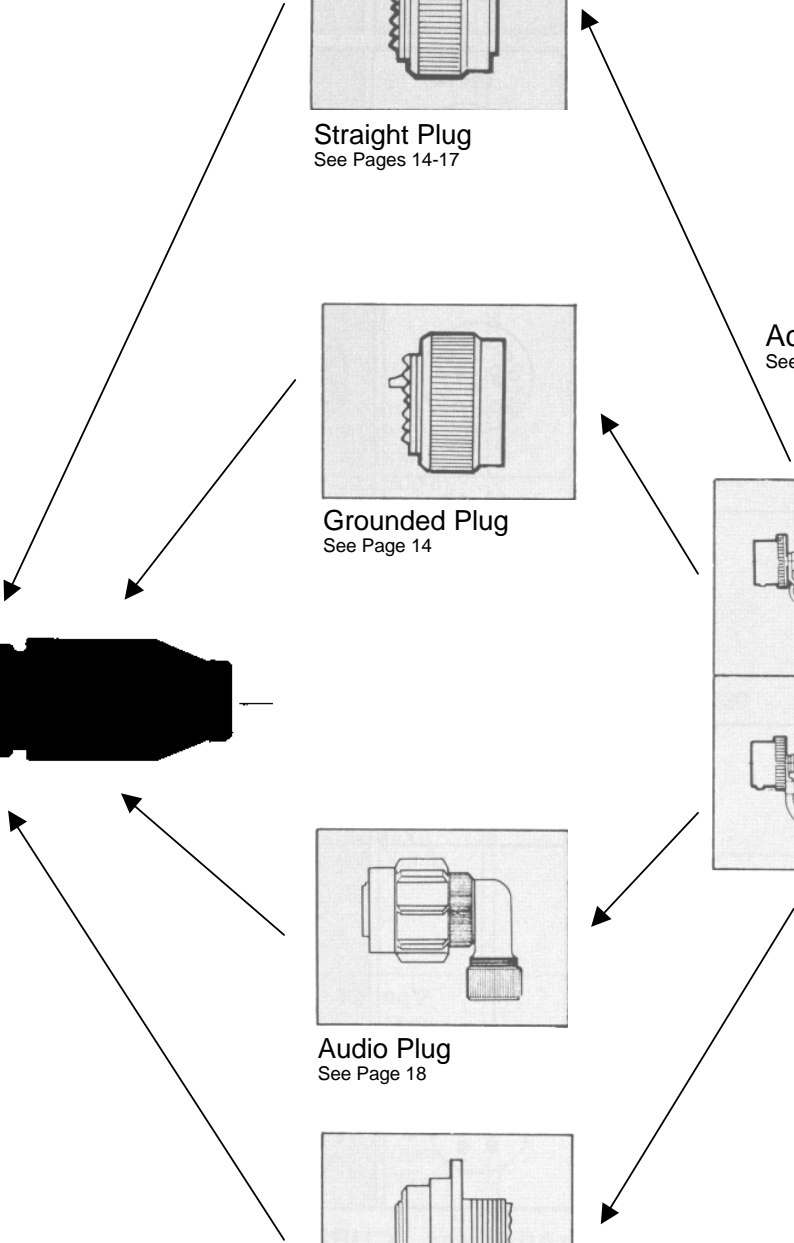 Straight Plug
See Pages 14-17
Grounded Plug
See Page 14
Audio Plug
See Page 18